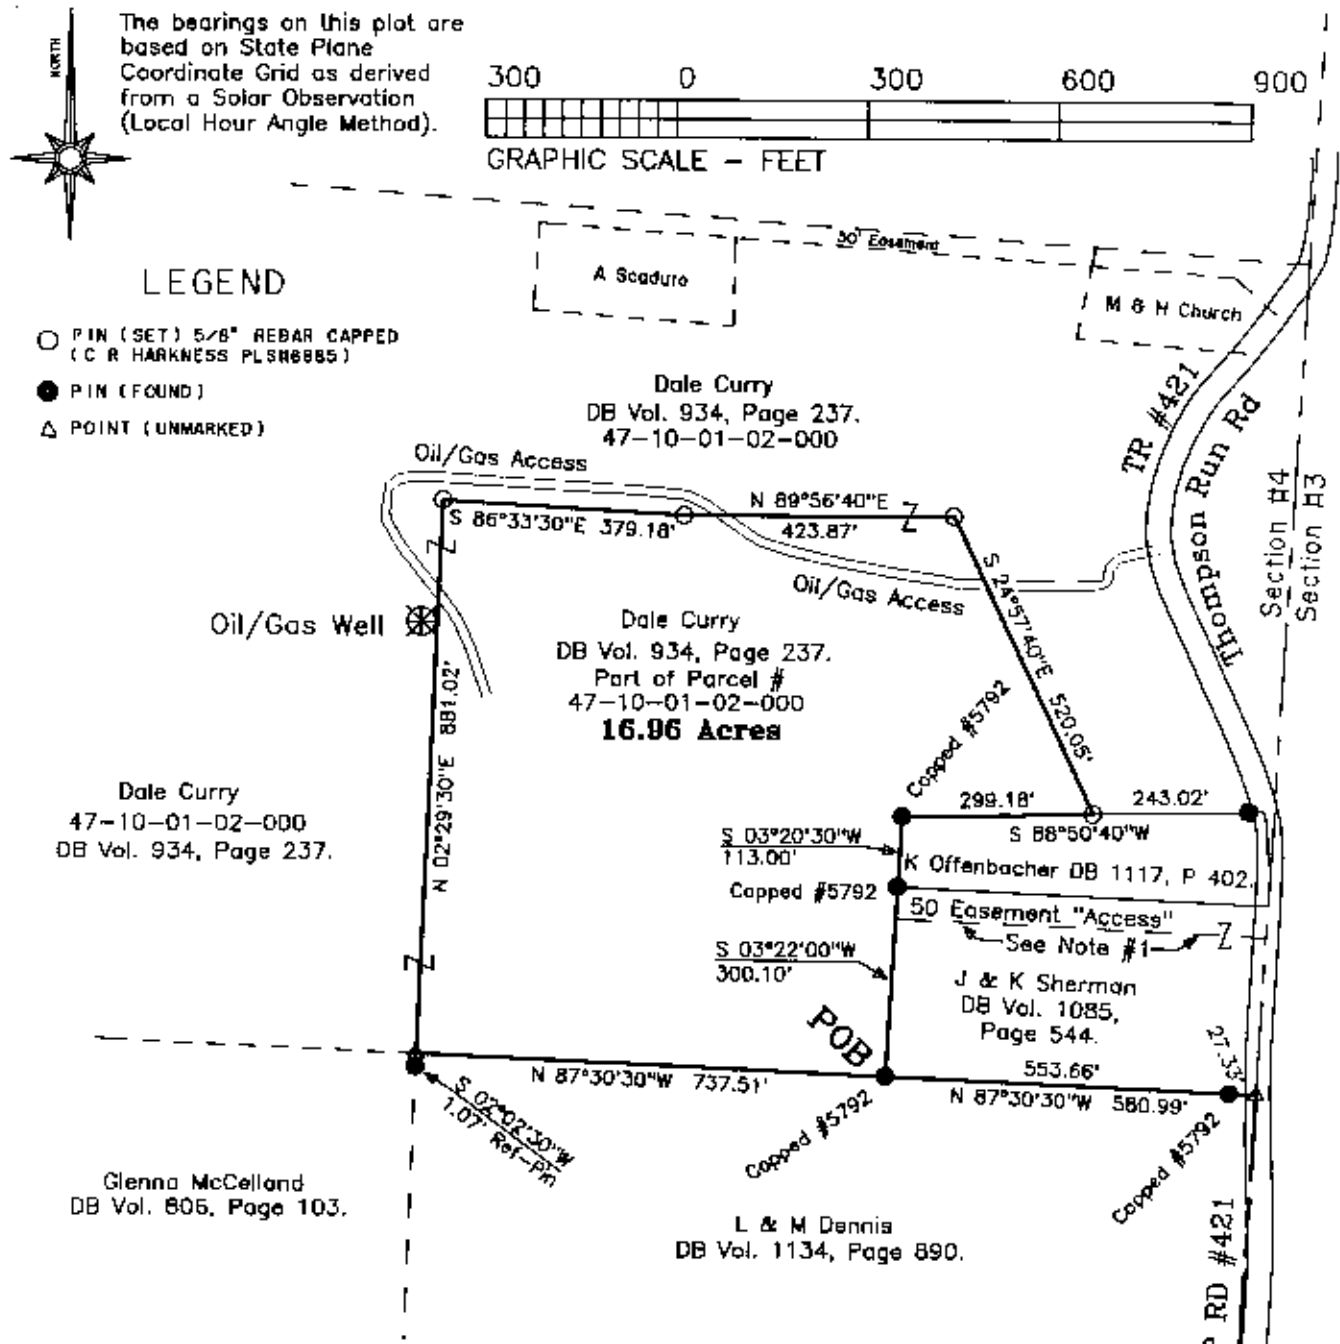 The bearings on this plat are
based on State Plane
Coordinate Grid as derived
from a Solar Observation
(Local Hour Angle Method).
NORTH
300 0 300 600 900
GRAPHIC SCALE - FEET
50' Easement
A Scaduto
M & H Church
LEGEND
PIN (SET) 5/8" REBAR CAPPED
(C R HARKNESS PLS#6885)
PIN (FOUND)
POINT (UNMARKED)
Dale Curry
DB Vol. 934, Page 237.
47-10-01-02-000
TR #421
Thompson Run Rd
Section #4
Section #3
Oil/Gas Access
S 86°33'30"E 379.18'
N 89°56'40"E
423.87'
Oil/Gas Access
S 24°57'40"E 520.05'
Oil/Gas Well
Dale Curry
DB Vol. 934, Page 237.
Part of Parcel #
47-10-01-02-000
16.96 Acres
N 02°29'30"E 881.02'
Capped #5792
Dale Curry
47-10-01-02-000
DB Vol. 934, Page 237.
299.18'
243.02'
S 88°50'40"W
S 03°20'30"W
113.00'
K Offenbacher DB 1117, P 402.
Capped #5792
50 Easement "Access"
See Note #1
S 03°22'00"W
300.10'
J & K Sherman
DB Vol. 1085,
Page 544.
POB
27.33'
553.66'
N 87°30'30"W 737.51'
N 87°30'30"W 580.99'
S 02°02'30"W
1.07' Ref-Pin
Capped #5792
Capped #5792
Glenna McCelland
DB Vol. 806, Page 103.
L & M Dennis
DB Vol. 1134, Page 890.
RD #421